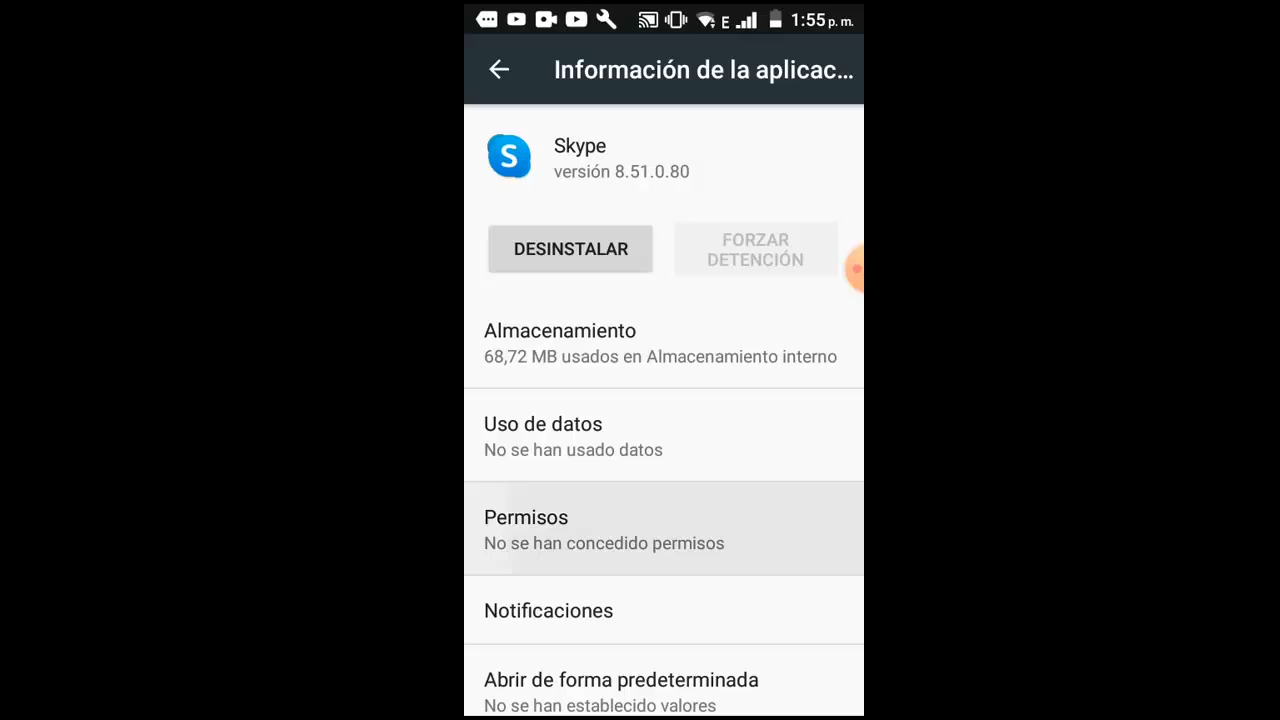 E 1:55 p. m.
Información de la aplicac...
S
Skype
versión 8.51.0.80
DESINSTALAR
FORZAR
DETENCIÓN
Almacenamiento
68,72 MB usados en Almacenamiento interno
Uso de datos
No se han usado datos
Permisos
No se han concedido permisos
Notificaciones
Abrir de forma predeterminada
No se han establecido valores